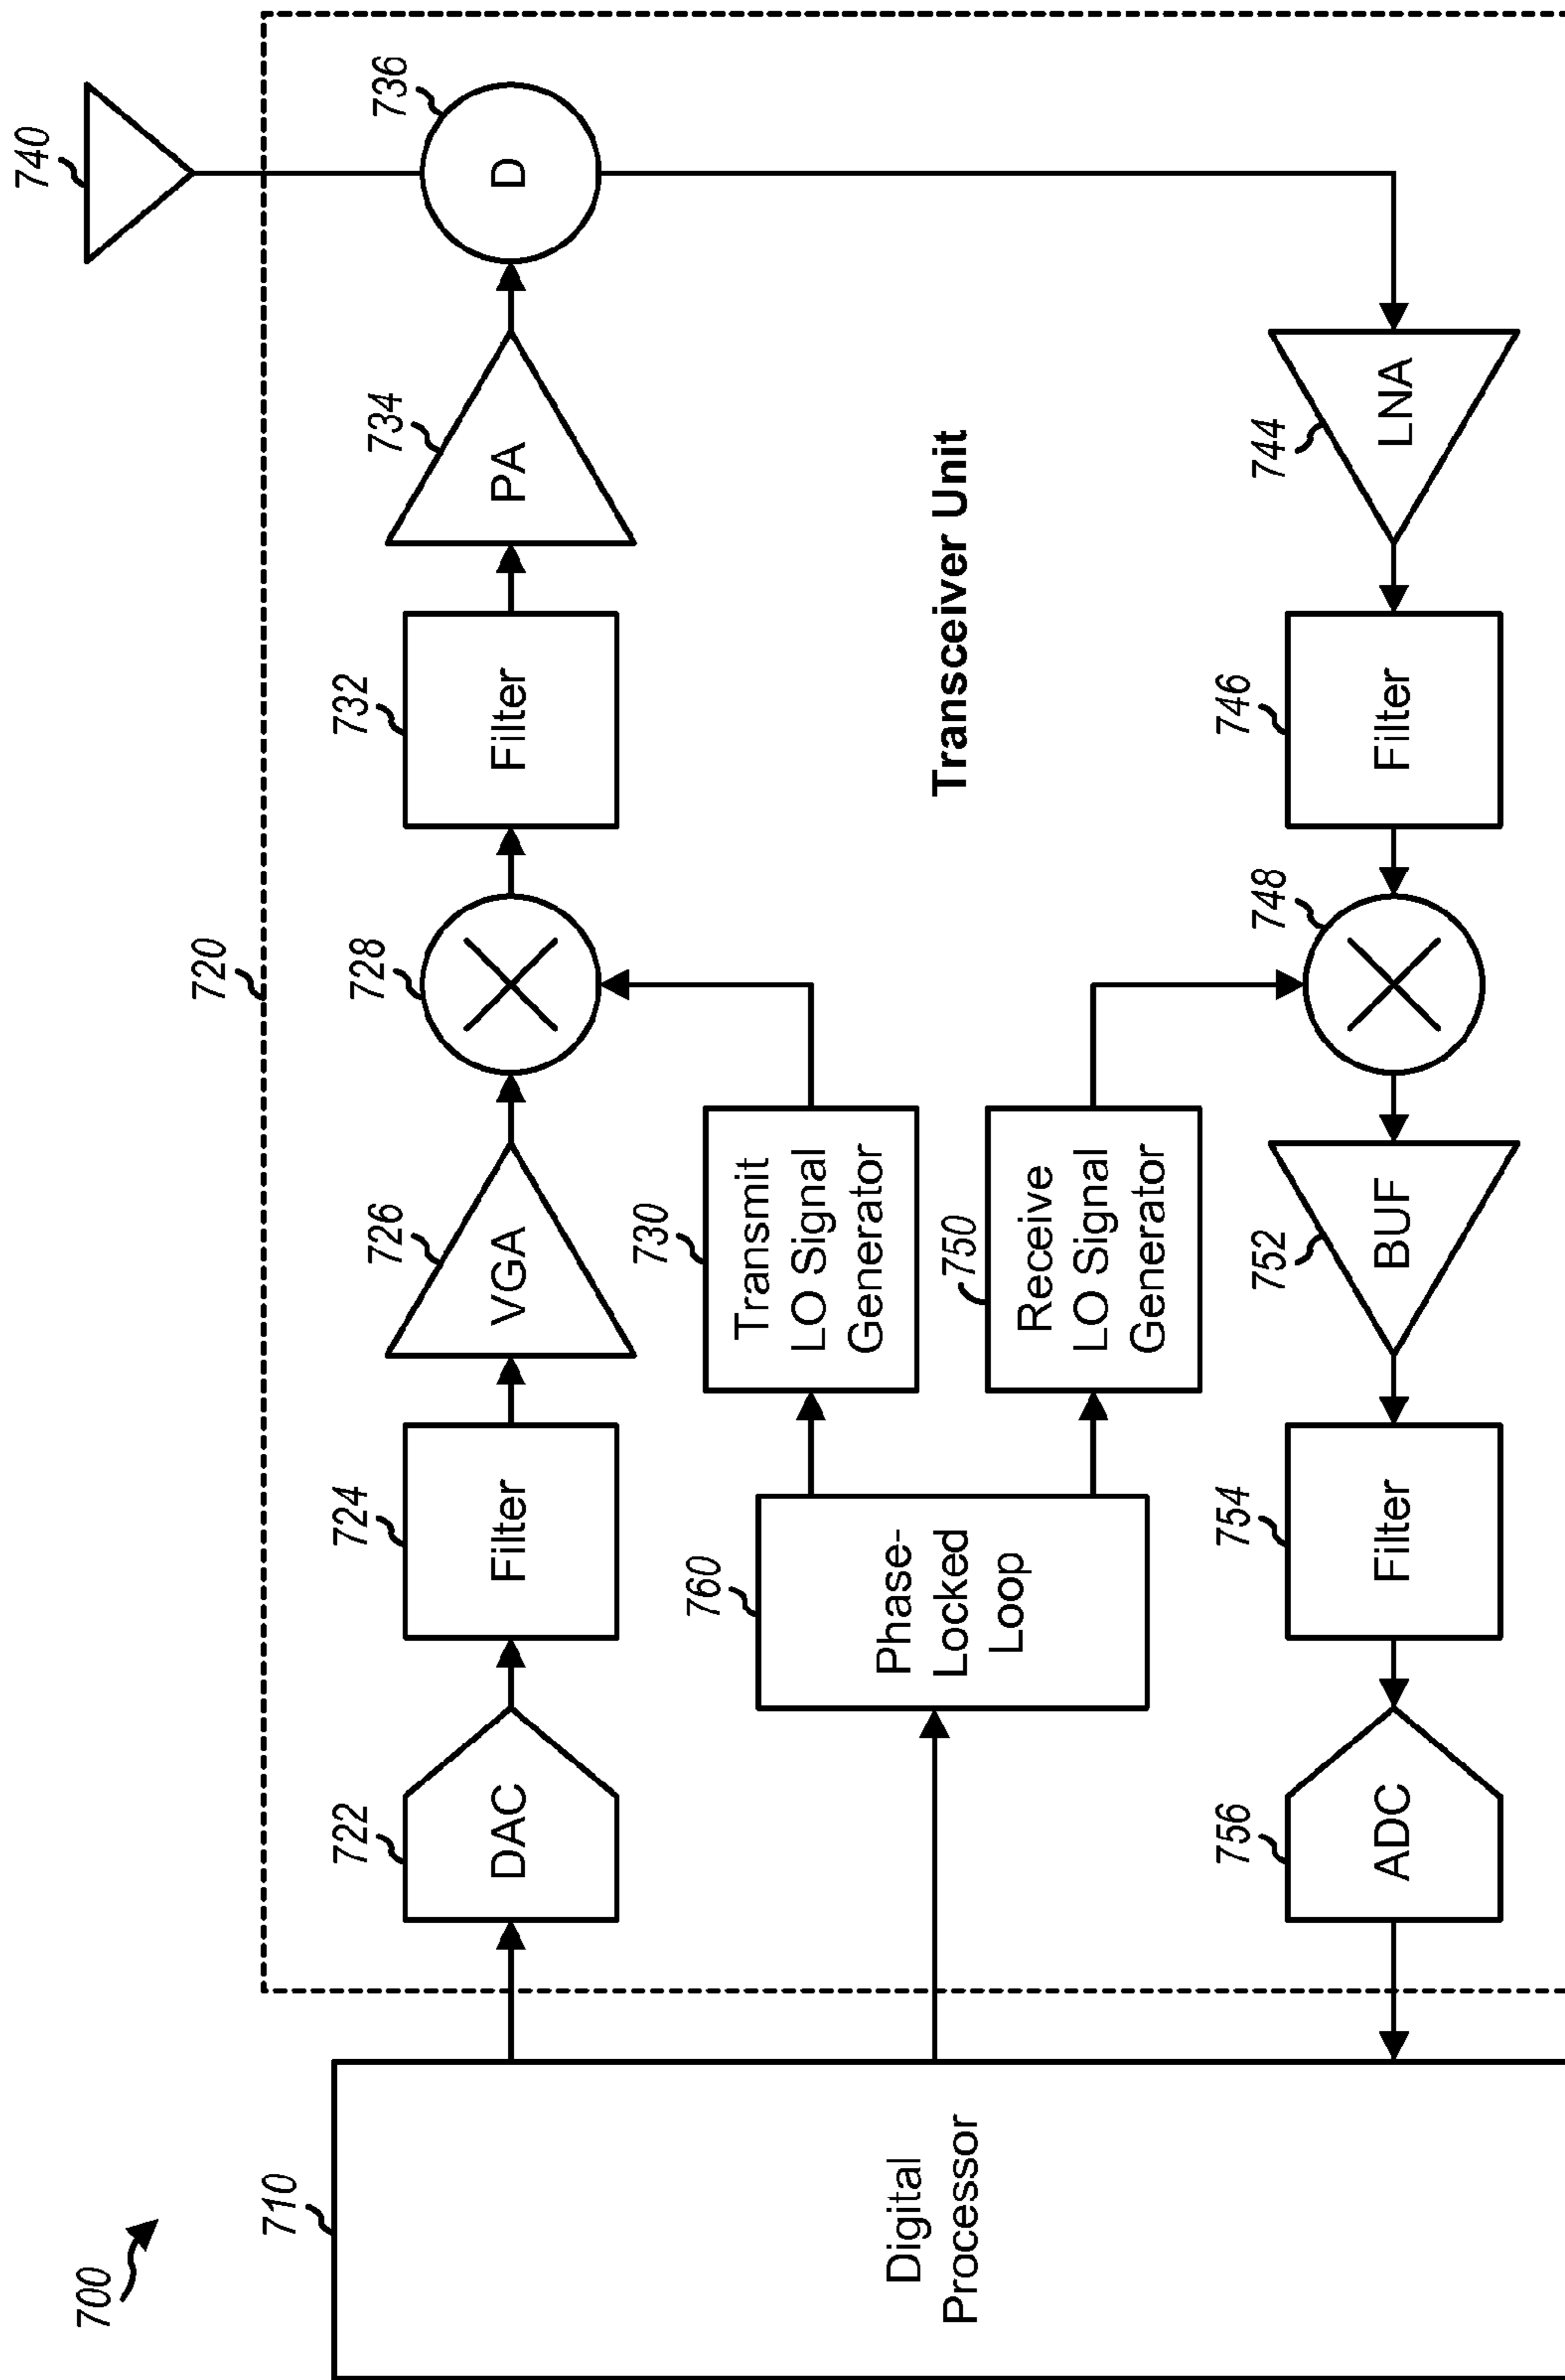 700
710
Digital
Processor
720
722
DAC
724
Filter
726
VGA
728
732
Filter
734
PA
736
D
740
760
Phase-
Locked
Loop
730
Transmit
LO Signal
Generator
750
Receive
LO Signal
Generator
Transceiver Unit
756
ADC
754
Filter
752
BUF
748
746
Filter
744
LNA